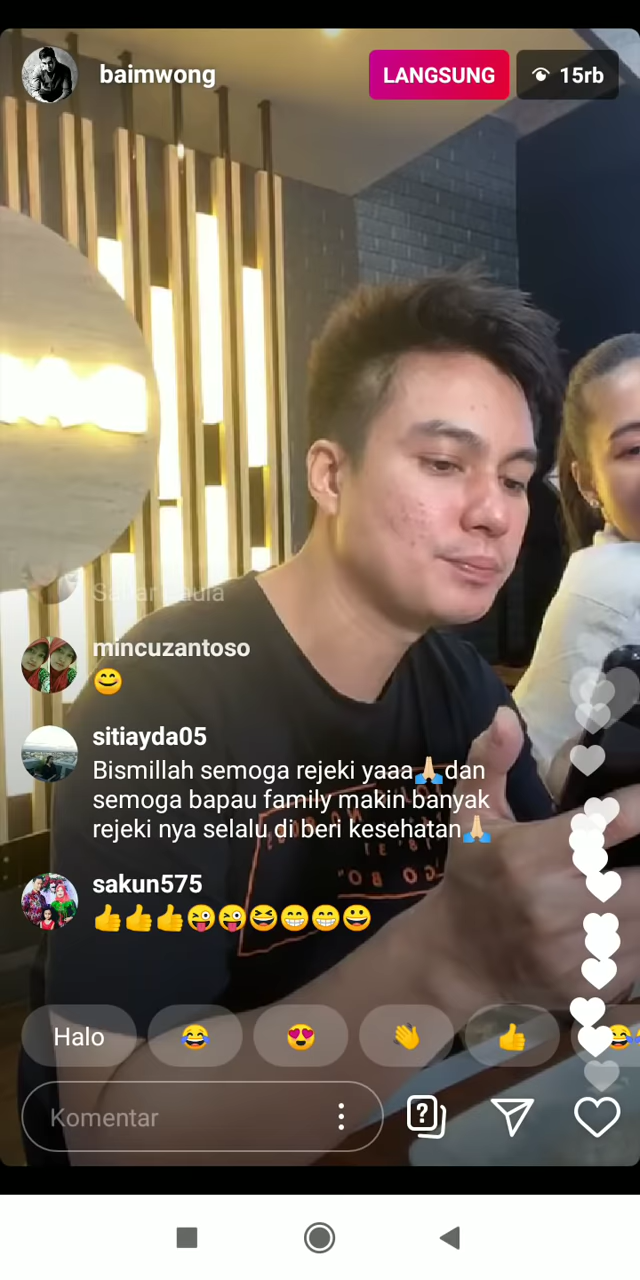 baimwong
LANGSUNG
15rb
mincuzantoso
😊
sitiayda05
Bismillah semoga rejeki yaaa🙏🏻dan
semoga bapau family makin banyak
rejeki nya selalu di beri kesehatan🙏🏻
sakun575
👍👍👍😜😜😆😁😁😀
Halo 😂 😍 👋 👍 😂
Komentar